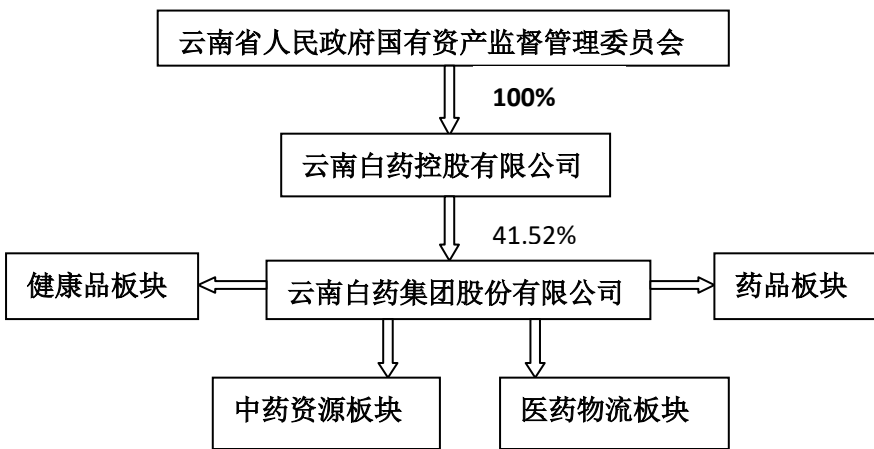 云南省人民政府国有资产监督管理委员会
100%
云南白药控股有限公司
41.52%
健康品板块
云南白药集团股份有限公司
药品板块
中药资源板块
医药物流板块